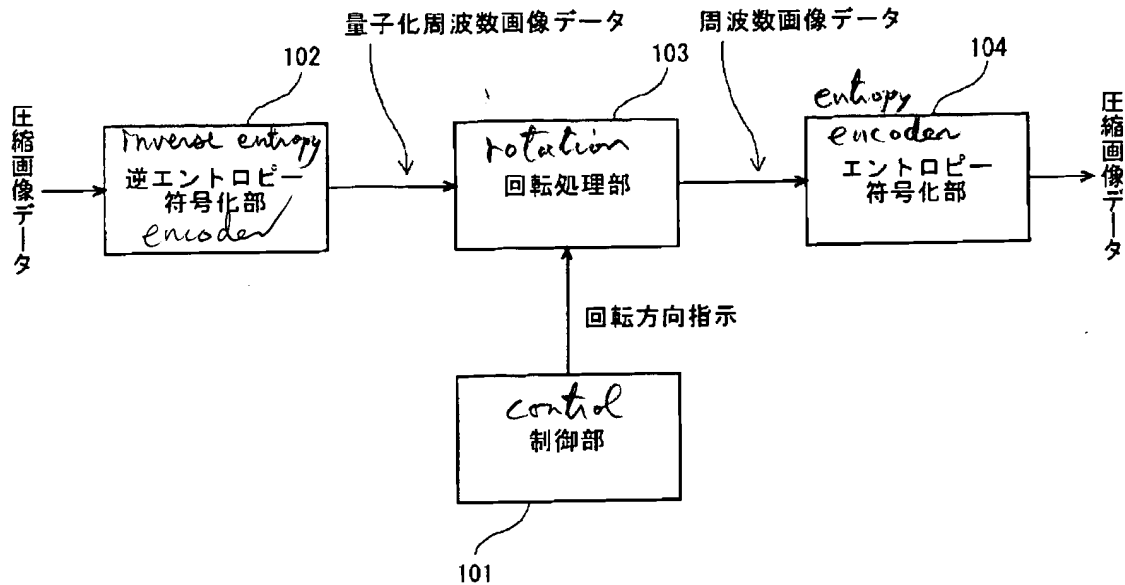 量子化周波数画像データ
周波数画像データ
102
103
104
圧縮画像データ
inverse entropy
逆エントロピー
符号化部
encoder
rotation
回転処理部
entropy
encoder
エントロピー
符号化部
圧縮画像データ
回転方向指示
control
制御部
101